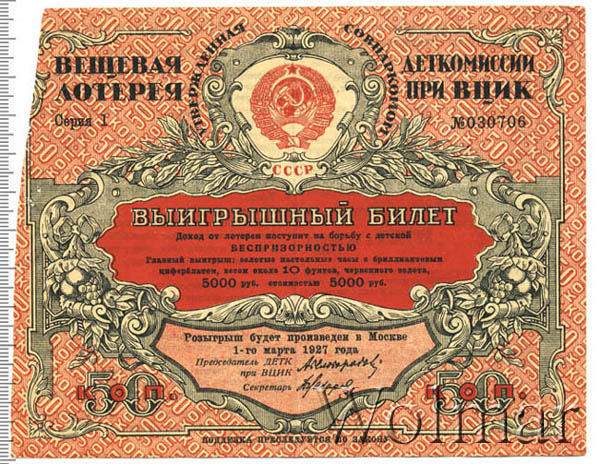 ВЕЩЕВАЯ
ЛОТЕРЕЯ
Серия 1
УТВЕРЖДЕННАЯ СОВНАРКОМОМ
СССР
ДЕТКОМИССИИ
ПРИ ВЦИК
№030706
ВЫИГРЫШНЫЙ БИЛЕТ
Доход от лотереи поступит на борьбу с детской
БЕСПРИЗОРНОСТЬЮ
Главный выигрыш: золотые настольные часы с бриллиантовым
циферблатом, весом около 10 фунтов, червонного золота,
5000 руб. стоимостью 5000 руб.
Розыгрыш будет произведен в Москве
1-го марта 1927 года
Председатель ДЕТК
при ВЦИК
Секретарь
50 КОП.
50 КОП.
ПОДДЕЛКА ПРЕСЛЕДУЕТСЯ ПО ЗАКОНУ
Wolmar